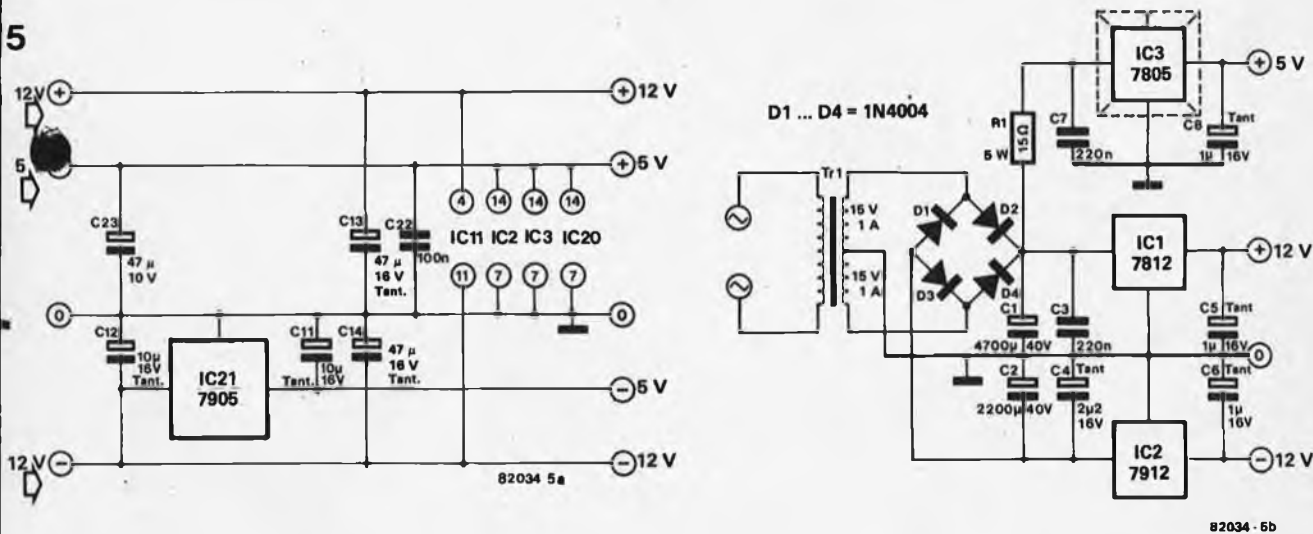 5
12 V +
5
C23
47 µ
10 V
C13
47 µ
16 V
Tant.
C22
100n
4
14
14
14
IC11 IC2 IC3 IC20
11
7
7
7
0
C12
10µ
16V
Tant.
IC21
7905
C11
10µ
16V
Tant.
C14
47 µ
16 V
Tant.
12 V −
+ 12 V
+ 5 V
0
− 5 V
− 12 V
82034 5a
D1 ... D4 = 1N4004
Tr1
15 V
1 A
15 V
1 A
D1
D2
D3
D4
R1
15Ω
5 W
C7
220n
IC3
7805
C8
Tant
1µ
16V
+ 5 V
C1
4700µ 40V
C3
220n
IC1
7812
C5
Tant
1µ
16V
+ 12 V
0
C2
2200µ 40V
C4
Tant
2µ2
16V
IC2
7912
C6
Tant
1µ
16V
− 12 V
82034 - 5b